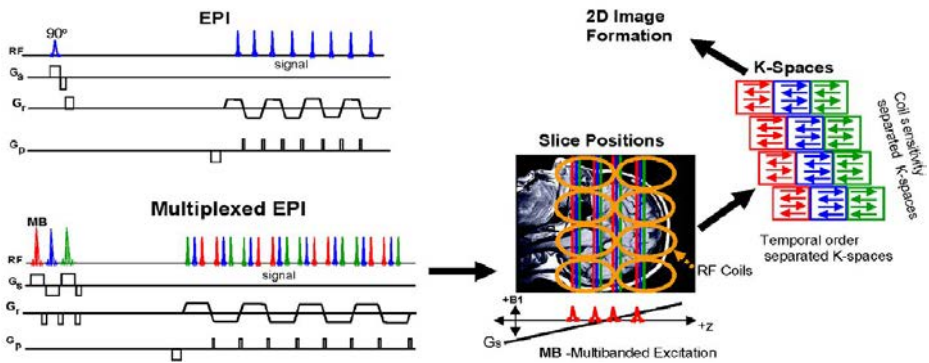 EPI
90º
RF
signal
Gs
Gr
Gp
Multiplexed EPI
MB
RF
signal
Gs
Gr
Gp
Slice Positions
RF Coils
+B1
Gs
+z
MB -Multibanded Excitation
2D Image
Formation
K-Spaces
Coil sensitivity
separated K-spaces
Temporal order
separated K-spaces